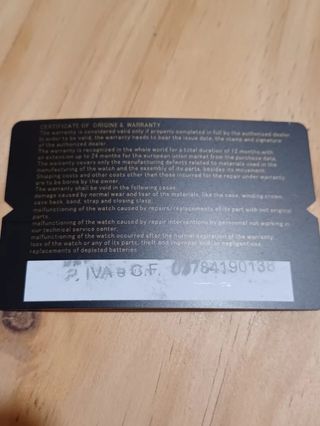 CERTIFICATE OF ORIGINE & WARRANTY
The warranty is considered valid only if properly completed in full by the authorized dealer
In order to be valid, the warranty needs to bear the issue date, the stamp and signature
of the authorized dealer.
The warranty is recognized in the whole world for a total duration of 12 months with
an extension up to 24 months for the european union market from the purchase date.
The warranty covers only the manufacturing defects related to materials used in the
manufacturing of the watch and the assembly of its parts, besides its movement.
Shipping costs and other costs other than those incurred to the repair under warranty
are to be borne by the owner.
The warranty shall be void in the following cases:
damage caused by normal wear and tear of the materials, like the case, winding crown
case back, band, strap and closing clasp.
malfunctioning of the watch caused by repairs/replacements of its part with not original
parts.
malfunctioning of the watch caused by repair interventions by personnel not working in
our technical service center.
malfunctioning of the watch occurred after the normal expiration of the warranty.
loss of the watch or any of its parts, theft and improper and/or negligent use.
replacements of depleted batteries
P. IVA e C.F. 784190138